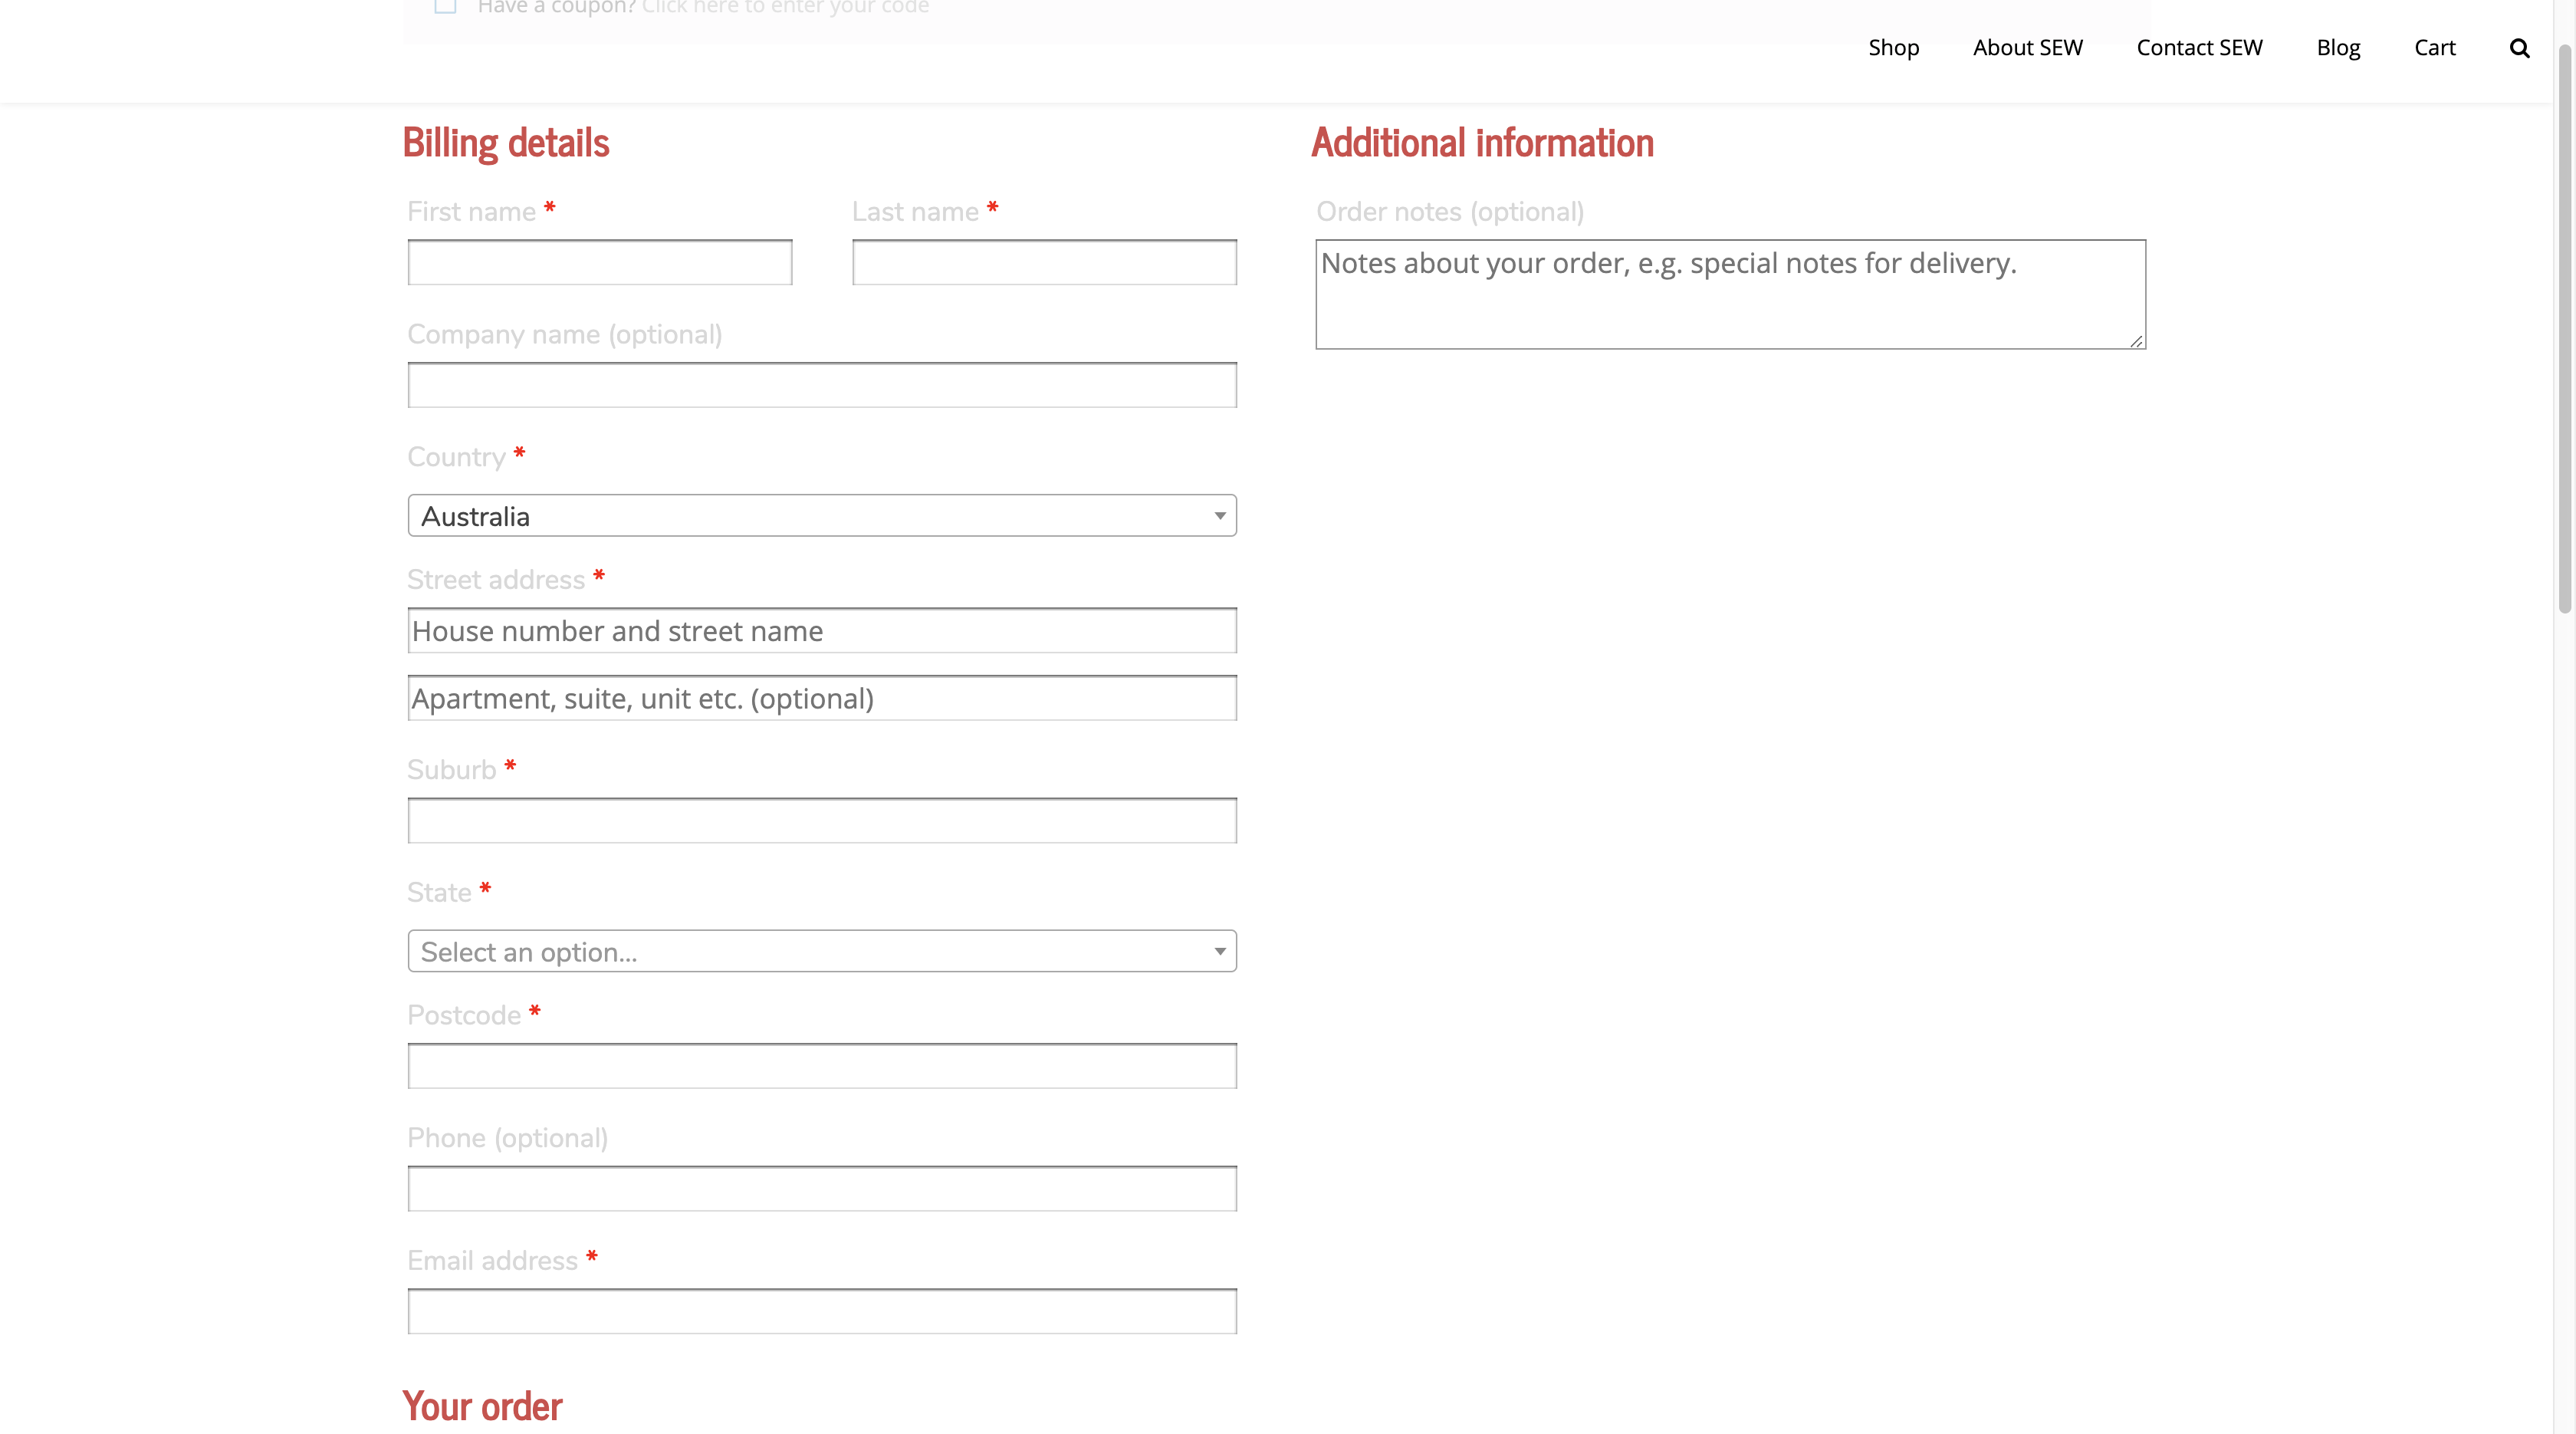 Have a coupon? Click here to enter your code
Shop About SEW Contact SEW Blog Cart
Billing details
First name *
Last name *
Company name (optional)
Country *
Australia
Street address *
House number and street name
Apartment, suite, unit etc. (optional)
Suburb *
State *
Select an option...
Postcode *
Phone (optional)
Email address *
Additional information
Order notes (optional)
Notes about your order, e.g. special notes for delivery.
Your order